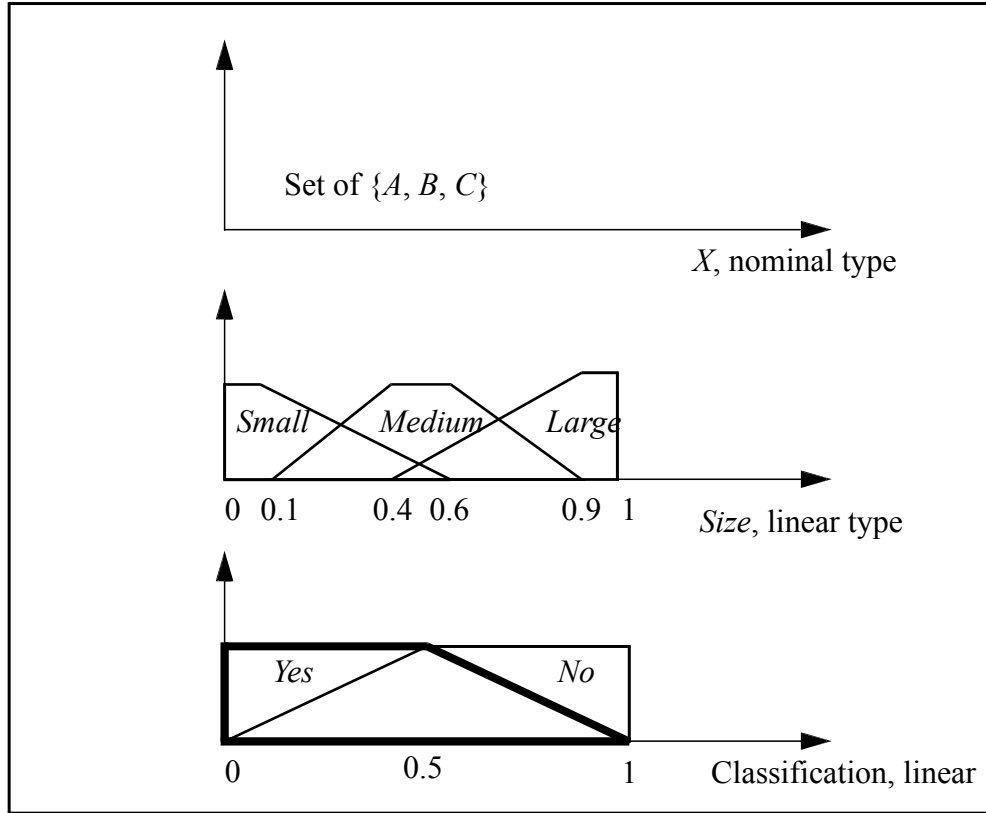 Set of {A, B, C}
X, nominal type
Small Medium Large
0 0.1 0.4 0.6 0.9 1
Size, linear type
Yes No
0 0.5 1
Classification, linear